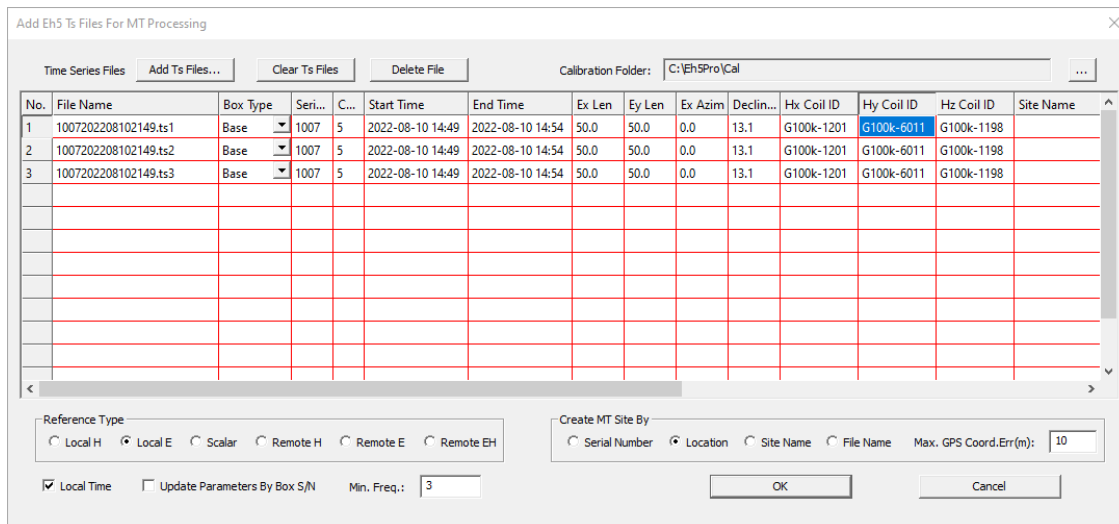 Add Eh5 Ts Files For MT Processing
Time Series Files Add Ts Files... Clear Ts Files Delete File Calibration Folder: C:\Eh5Pro\Cal ...
No. File Name Box Type Seri... C... Start Time End Time Ex Len Ey Len Ex Azim Declin... Hx Coil ID Hy Coil ID Hz Coil ID Site Name
1 1007202208102149.ts1 Base 1007 5 2022-08-10 14:49 2022-08-10 14:54 50.0 50.0 0.0 13.1 G100k-1201 G100k-6011 G100k-1198
2 1007202208102149.ts2 Base 1007 5 2022-08-10 14:49 2022-08-10 14:54 50.0 50.0 0.0 13.1 G100k-1201 G100k-6011 G100k-1198
3 1007202208102149.ts3 Base 1007 5 2022-08-10 14:49 2022-08-10 14:54 50.0 50.0 0.0 13.1 G100k-1201 G100k-6011 G100k-1198
Reference Type Create MT Site By
Local H Local E Scalar Remote H Remote E Remote EH Serial Number Location Site Name File Name Max. GPS Coord.Err(m): 10
Local Time Update Parameters By Box S/N Min. Freq.: 3 OK Cancel